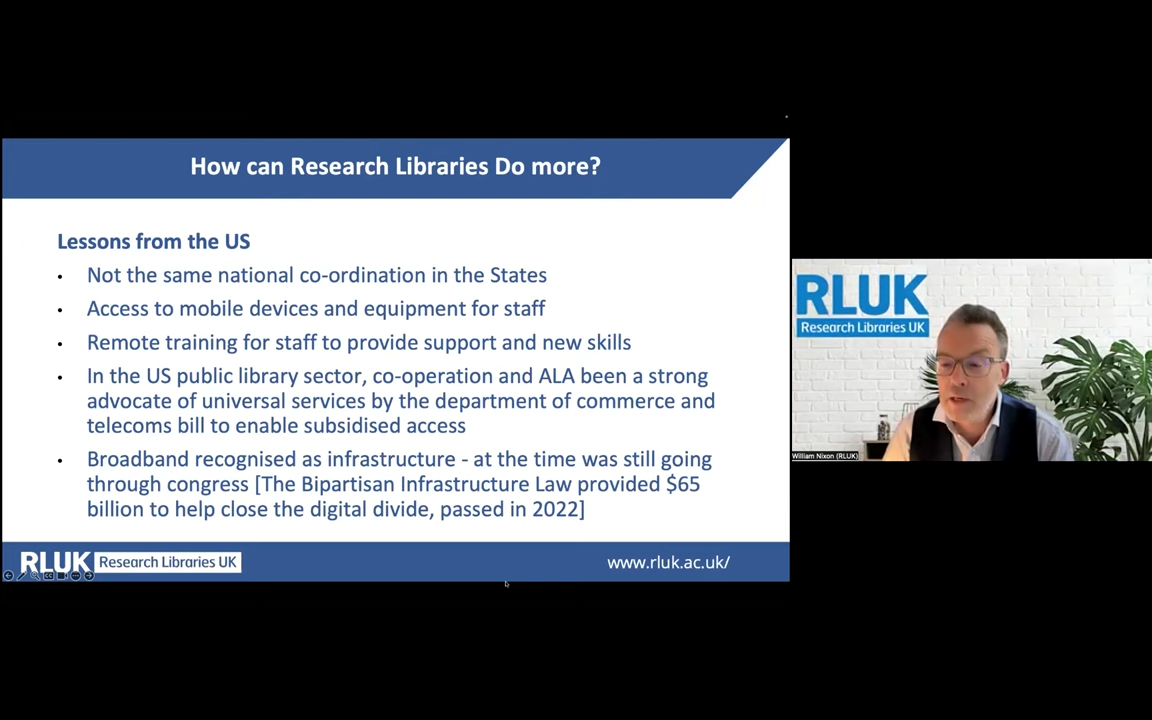 How can Research Libraries Do more?
Lessons from the US
• Not the same national co-ordination in the States
• Access to mobile devices and equipment for staff
• Remote training for staff to provide support and new skills
• In the US public library sector, co-operation and ALA been a strong
advocate of universal services by the department of commerce and
telecoms bill to enable subsidised access
• Broadband recognised as infrastructure - at the time was still going
through congress [The Bipartisan Infrastructure Law provided $65
billion to help close the digital divide, passed in 2022]
RLUK Research Libraries UK
www.rluk.ac.uk/
RLUK
Research Libraries UK
William Nixon (RLUK)